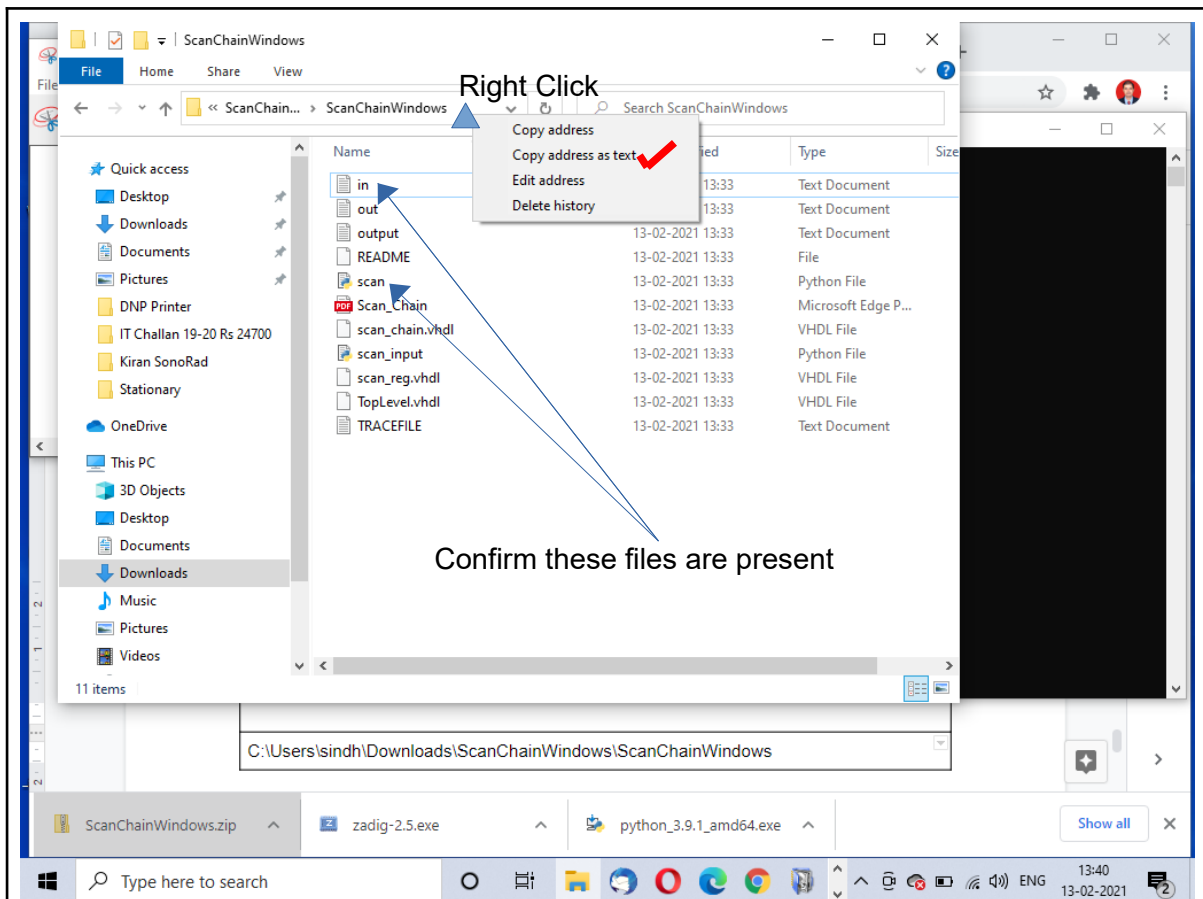 ScanChainWindows
File Home Share View
Right Click
File
« ScanChain... › ScanChainWindows Search ScanChainWindows
Copy address
Copy address as text
Edit address
Delete history
Name ied Type Size
Quick access
Desktop
Downloads
Documents
Pictures
DNP Printer
IT Challan 19-20 Rs 24700
Kiran SonoRad
Stationary
OneDrive
This PC
3D Objects
Desktop
Documents
Downloads
Music
Pictures
Videos
in 13:33 Text Document
out 13:33 Text Document
output 13-02-2021 13:33 Text Document
README 13-02-2021 13:33 File
scan 13-02-2021 13:33 Python File
PDF Scan_Chain 13-02-2021 13:33 Microsoft Edge P...
scan_chain.vhdl 13-02-2021 13:33 VHDL File
scan_input 13-02-2021 13:33 Python File
scan_reg.vhdl 13-02-2021 13:33 VHDL File
TopLevel.vhdl 13-02-2021 13:33 VHDL File
TRACEFILE 13-02-2021 13:33 Text Document
Confirm these files are present
11 items
2
1
2
C:\Users\sindh\Downloads\ScanChainWindows\ScanChainWindows
ScanChainWindows.zip zadig-2.5.exe python_3.9.1_amd64.exe Show all
Type here to search ENG 13:40
13-02-2021 2